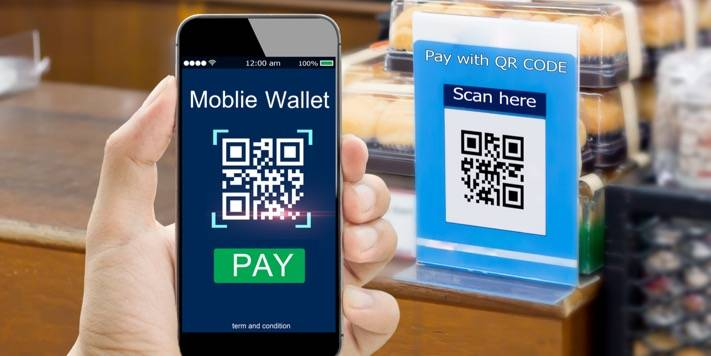 12:00 am
100%
Moblie Wallet
PAY
term and condition
Pay with QR CODE
Scan here